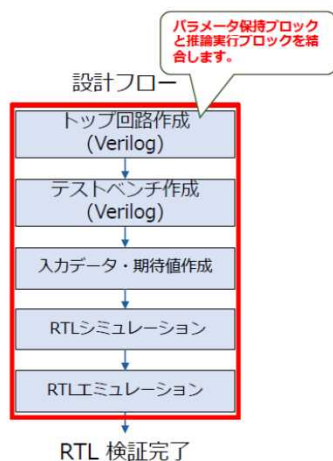 パラメータ保持ブロック
と推論実行ブロックを結
合します。
設計フロー
トップ回路作成
(Verilog)
テストベンチ作成
(Verilog)
入力データ・期待値作成
RTLシミュレーション
RTLエミュレーション
RTL 検証完了